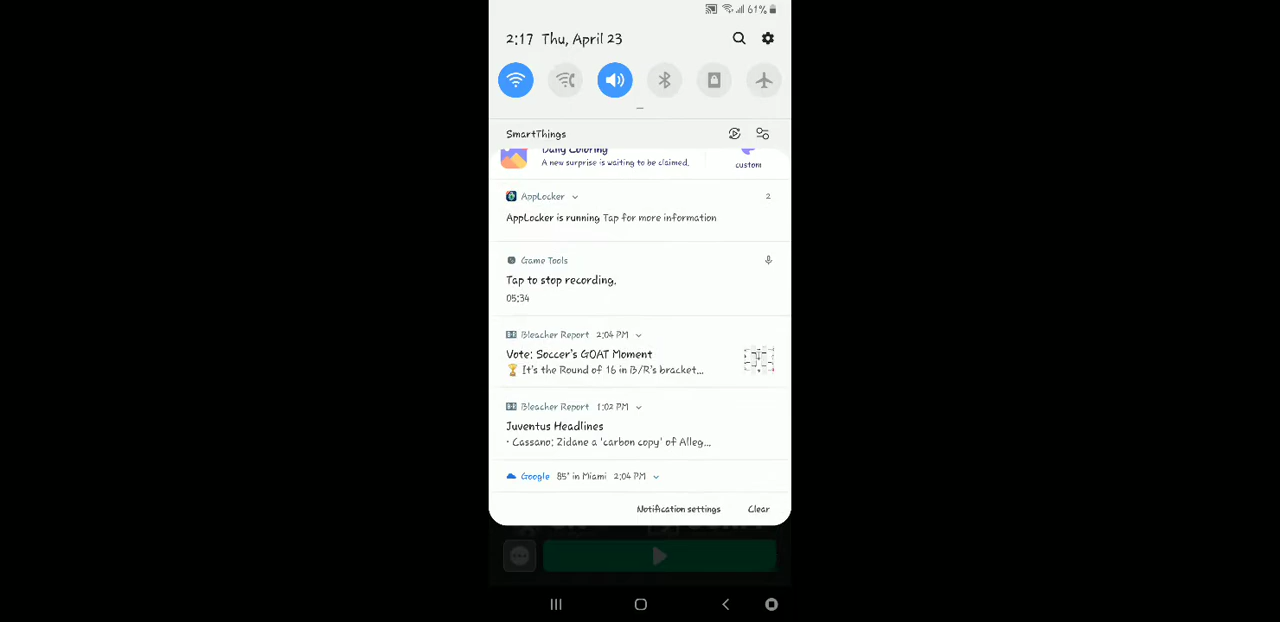 61%
2:17 Thu, April 23
SmartThings
Daily Coloring
A new surprise is waiting to be claimed.
custom
AppLocker
2
AppLocker is running Tap for more information
Game Tools
Tap to stop recording.
05:34
Bleacher Report 2:04 PM
Vote: Soccer's GOAT Moment
🏆 It's the Round of 16 in B/R's bracket...
Bleacher Report 1:02 PM
Juventus Headlines
• Cassano: Zidane a 'carbon copy' of Alleg...
Google 85° in Miami 2:04 PM
Notification settings Clear